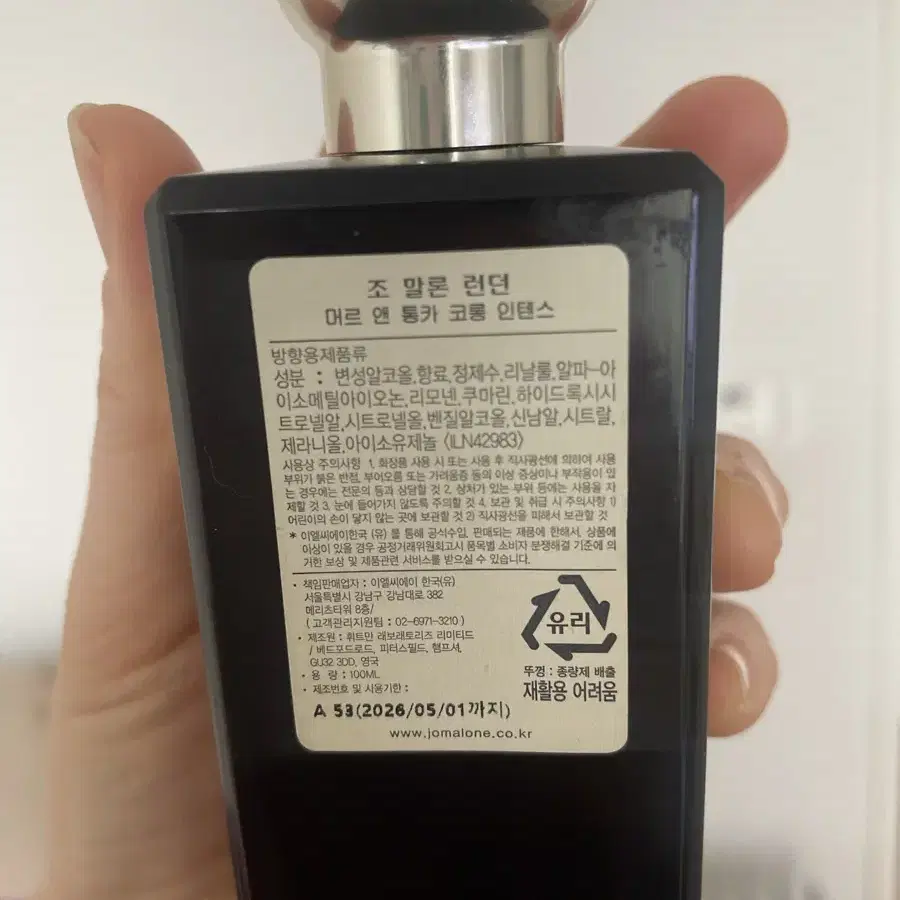 조 말론 런던
머르 앤 통카 코롱 인텐스
방향용제품류
성분 : 변성알코올,향료,정제수,리날룰,알파-아
이소메틸아이오논,리모넨,쿠마린,하이드록시시
트로넬알,시트로넬올,벤질알코올,신남알,시트랄,
제라니올,아이소유제놀 (ILN42983)
사용상 주의사항 1. 화장품 사용 시 또는 사용 후 직사광선에 의하여 사용
부위가 붉은 반점, 부어오름 또는 가려움증 등의 이상 증상이나 부작용이 있
는 경우에는 전문의 등과 상담할 것 2. 상처가 있는 부위 등에는 사용을 자
제할 것 3. 눈에 들어가지 않도록 주의할 것 4. 보관 및 취급 시 주의사항 1)
어린이의 손이 닿지 않는 곳에 보관할 것 2) 직사광선을 피해서 보관할 것
* 이엘씨에이한국 (유) 를 통해 공식수입, 판매되는 제품에 한해서, 상품에
이상이 있을 경우 공정거래위원회고시 품목별 소비자 분쟁해결 기준에 의
거한 보상 및 제품관련 서비스를 받으실 수 있습니다.
• 책임판매업자 : 이엘씨에이 한국(유)
서울특별시 강남구 강남대로 382
메리츠타워 8층/
(고객관리지원팀 : 02-6971-3210)
• 제조원 : 휘트만 래보래토리즈 리미티드
/ 베드포드로드, 피터스필드, 햄프셔,
GU32 3DD, 영국
• 용 량 : 100ML
• 제조번호 및 사용기한 :
A 53(2026/05/01까지)
유리
뚜껑 : 종량제 배출
재활용 어려움
www.jomalone.co.kr